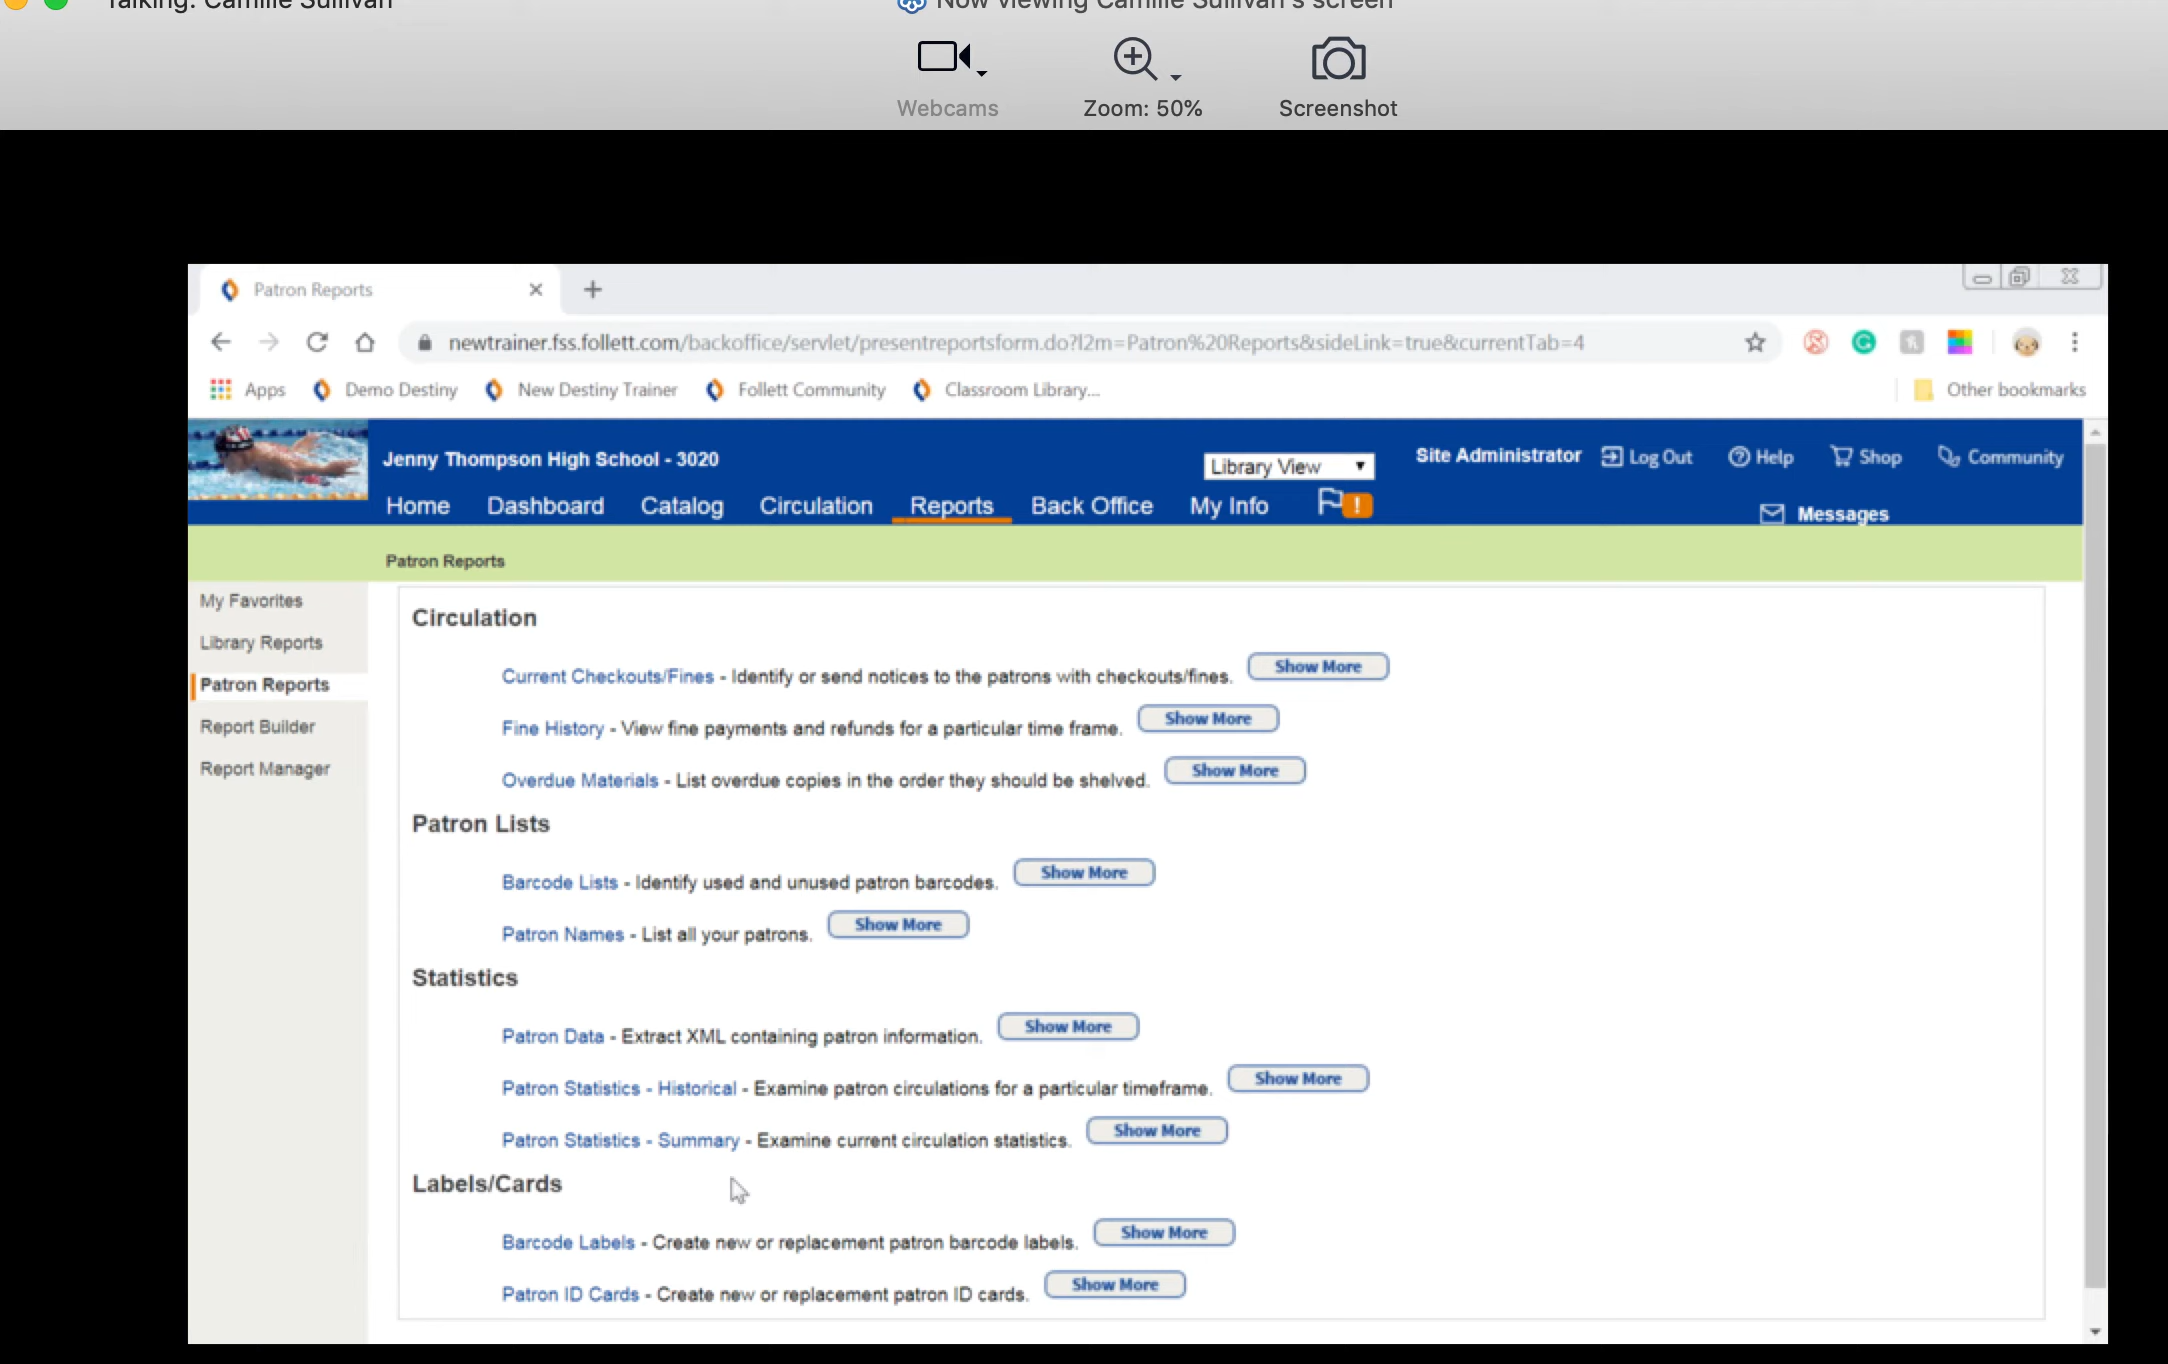 Talking: Camille Sullivan
Now viewing Camille Sullivan's screen
Webcams
Zoom: 50%
Screenshot
Patron Reports
newtrainer.fss.follett.com/backoffice/servlet/presentreportsform.do?l2m=Patron%20Reports&sideLink=true&currentTab=4
Apps
Demo Destiny
New Destiny Trainer
Follett Community
Classroom Library...
Other bookmarks
Jenny Thompson High School - 3020
Library View
Site Administrator
Log Out
Help
Shop
Community
Home
Dashboard
Catalog
Circulation
Reports
Back Office
My Info
!
Messages
Patron Reports
My Favorites
Library Reports
Patron Reports
Report Builder
Report Manager
Circulation
Current Checkouts/Fines - Identify or send notices to the patrons with checkouts/fines. Show More
Fine History - View fine payments and refunds for a particular time frame. Show More
Overdue Materials - List overdue copies in the order they should be shelved. Show More
Patron Lists
Barcode Lists - Identify used and unused patron barcodes. Show More
Patron Names - List all your patrons. Show More
Statistics
Patron Data - Extract XML containing patron information. Show More
Patron Statistics - Historical - Examine patron circulations for a particular timeframe. Show More
Patron Statistics - Summary - Examine current circulation statistics. Show More
Labels/Cards
Barcode Labels - Create new or replacement patron barcode labels. Show More
Patron ID Cards - Create new or replacement patron ID cards. Show More